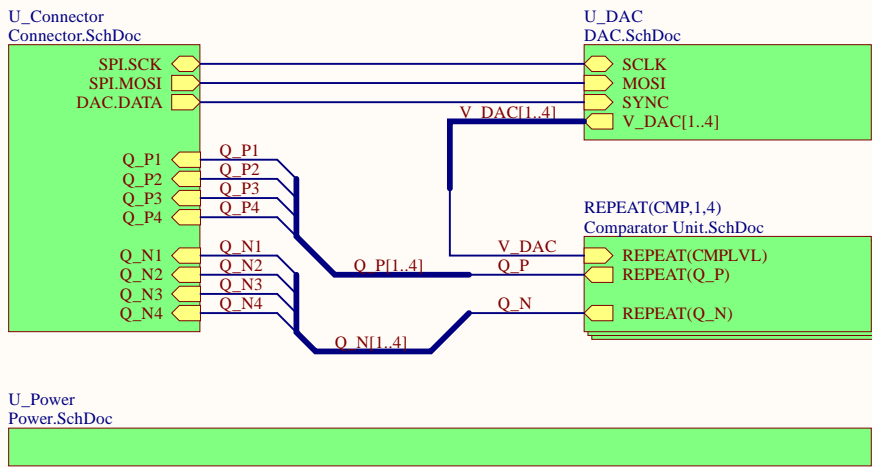 U_Connector
Connector.SchDoc
SPI.SCK
SPI.MOSI
DAC.DATA
Q_P1
Q_P2
Q_P3
Q_P4
Q_N1
Q_N2
Q_N3
Q_N4
Q_P1
Q_P2
Q_P3
Q_P4
Q_N1
Q_N2
Q_N3
Q_N4
Q_P[1..4]
Q_N[1..4]
V_DAC[1..4]
V_DAC
Q_P
Q_N
U_DAC
DAC.SchDoc
SCLK
MOSI
SYNC
V_DAC[1..4]
REPEAT(CMP,1,4)
Comparator Unit.SchDoc
REPEAT(CMPLVL)
REPEAT(Q_P)
REPEAT(Q_N)
U_Power
Power.SchDoc